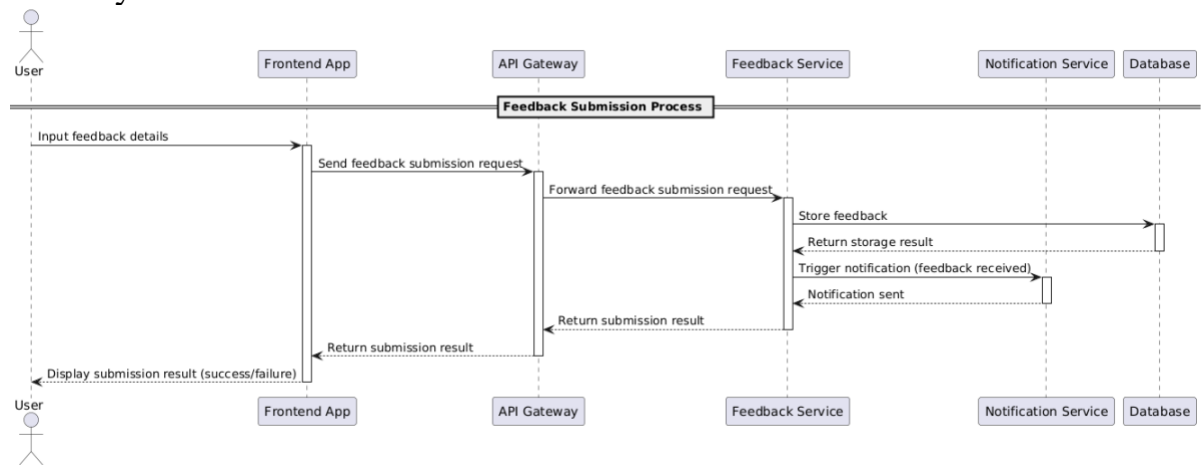 User
Frontend App
API Gateway
Feedback Service
Notification Service
Database
Feedback Submission Process
Input feedback details
Send feedback submission request
Forward feedback submission request
Store feedback
Return storage result
Trigger notification (feedback received)
Notification sent
Return submission result
Return submission result
Display submission result (success/failure)
User
Frontend App
API Gateway
Feedback Service
Notification Service
Database